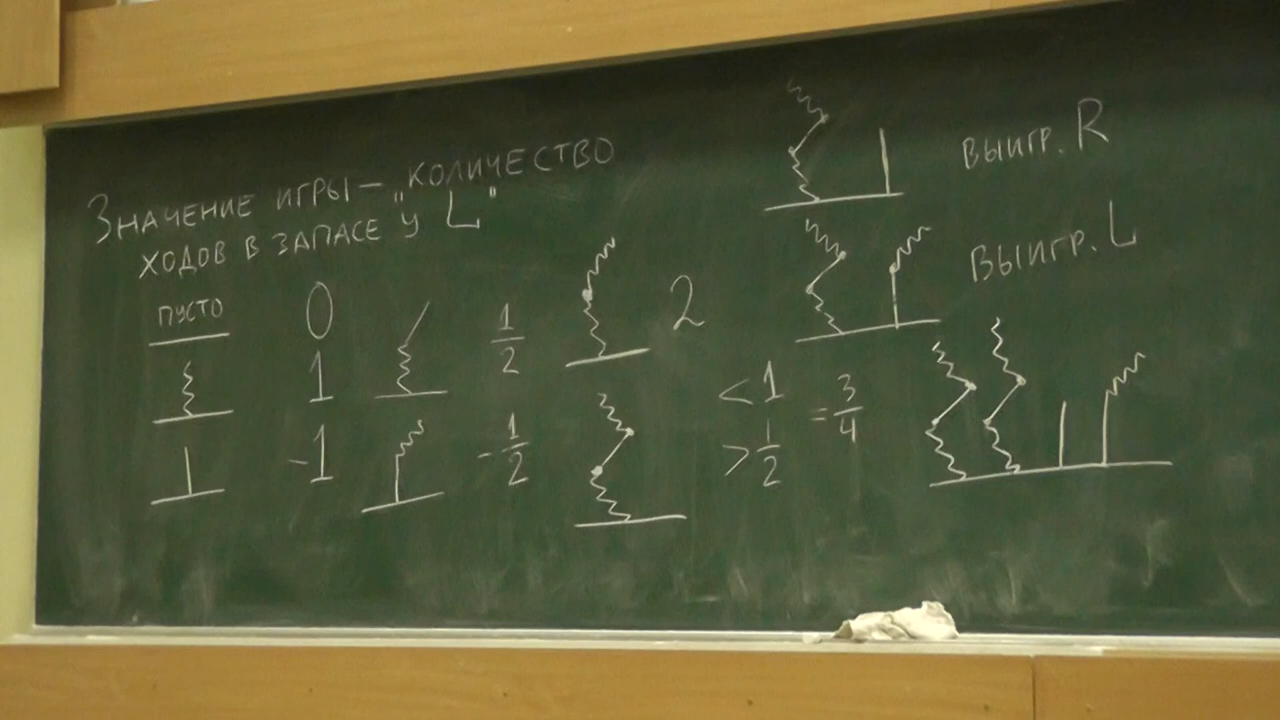 ЗНАЧЕНИЕ ИГРЫ — „КОЛИЧЕСТВО
ХОДОВ В ЗАПАСЕ У L"
ПУСТО 0
1
-1
1/2
-1/2
2
< 1
> 1/2
= 3/4
ВЫИГР. R
ВЫИГР. L